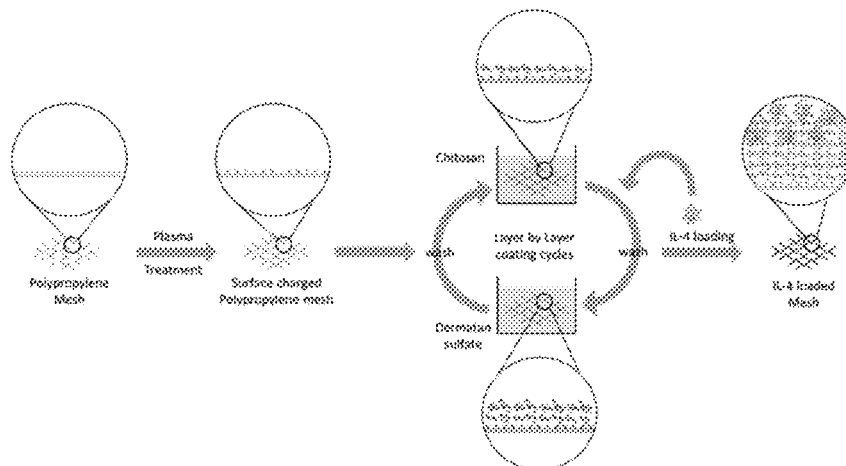 Polypropylene
Mesh
Plasma
Treatment
Surface charged
Polypropylene mesh
Chitosan
wash
Layer by Layer
coating cycles
wash
Dermatan
sulfate
IL-4 loading
IL-4 loaded
Mesh